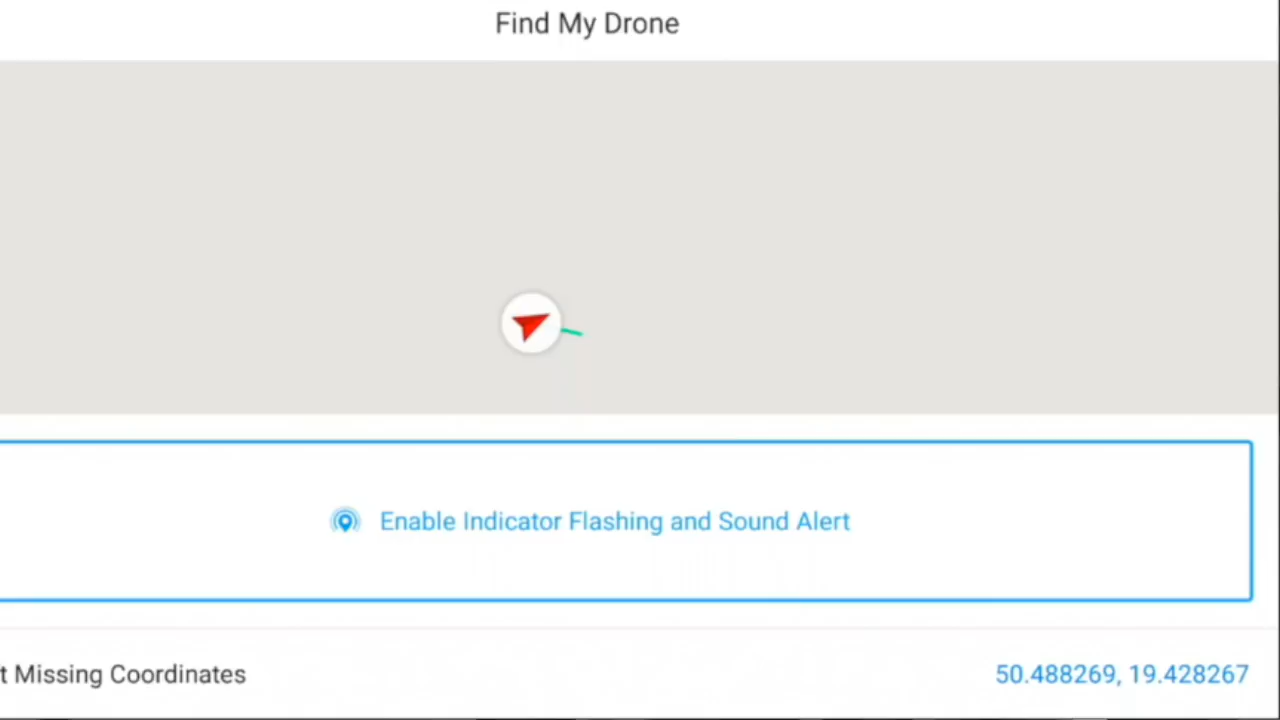 Find My Drone
Enable Indicator Flashing and Sound Alert
t Missing Coordinates
50.488269, 19.428267